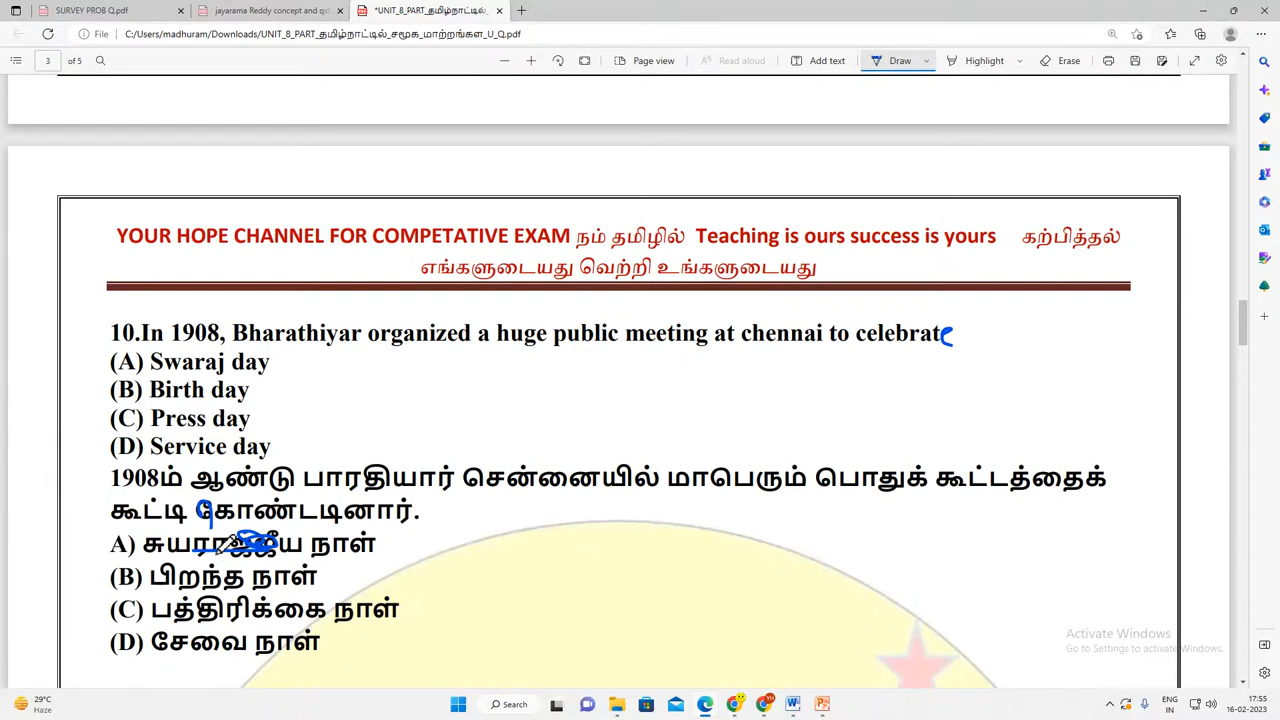 SURVEY PROB Q.pdf
jayarama Reddy concept and qst
*UNIT_8_PART_தமிழ்நாட்டில்_
File
C:/Users/madhuram/Downloads/UNIT_8_PART_தமிழ்நாட்டில்_சமூக_மாற்றங்கள_U_Q.pdf
3 of 5
Page view
Read aloud
Add text
Draw
Highlight
Erase
YOUR HOPE CHANNEL FOR COMPETATIVE EXAM நம் தமிழில் Teaching is ours success is yours கற்பித்தல்
எங்களுடையது வெற்றி உங்களுடையது
10.In 1908, Bharathiyar organized a huge public meeting at chennai to celebrate
(A) Swaraj day
(B) Birth day
(C) Press day
(D) Service day
1908ம் ஆண்டு பாரதியார் சென்னையில் மாபெரும் பொதுக் கூட்டத்தைக்
கூட்டி கோண்டடினார்.
A) நாள்
(B) பிறந்த நாள்
(C) பத்திரிக்கை நாள்
(D) சேவை நாள்
Activate Windows
Go to Settings to activate Windows.
29°C
Haze
Search
ENG
IN
17:55
16-02-2023